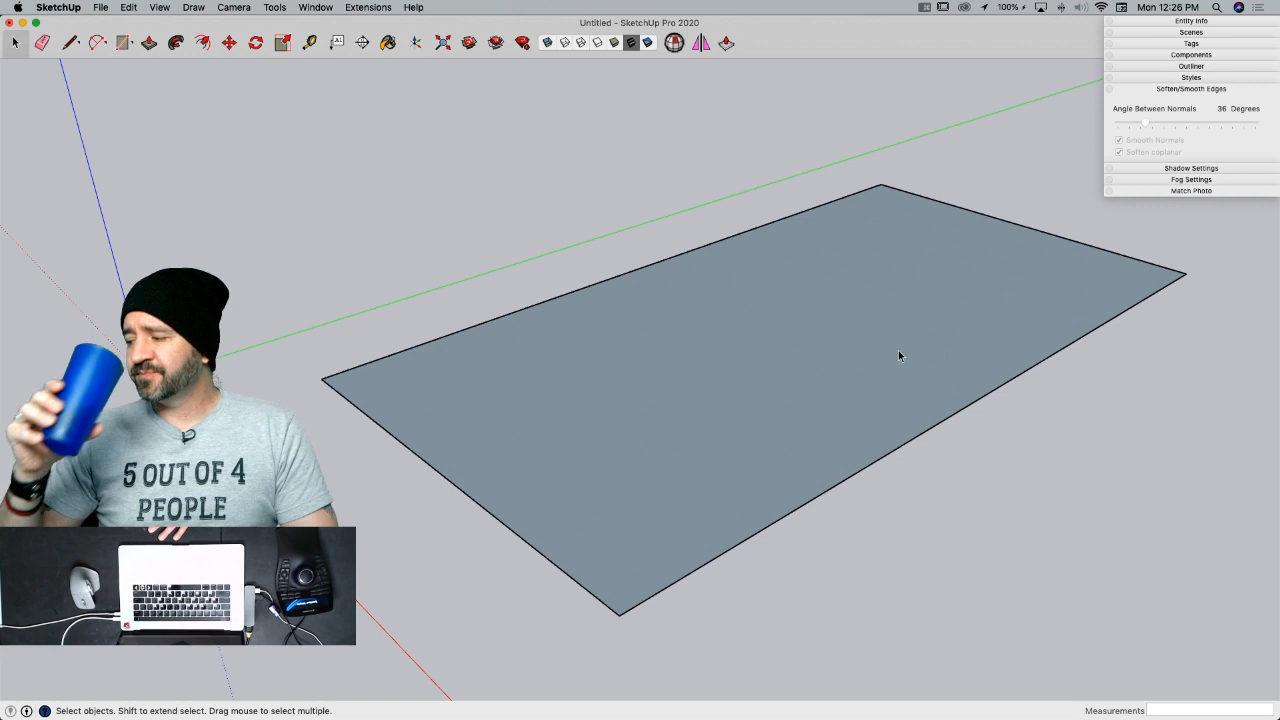 SketchUp File Edit View Draw Camera Tools Window Extensions Help 100% Mon 12:26 PM
Untitled - SketchUp Pro 2020
Entity Info
Scenes
Tags
Components
Outliner
Styles
Soften/Smooth Edges
Angle Between Normals 36 Degrees
Smooth Normals
Soften coplanar
Shadow Settings
Fog Settings
Match Photo
5 OUT OF 4
PEOPLE
Select objects. Shift to extend select. Drag mouse to select multiple. Measurements